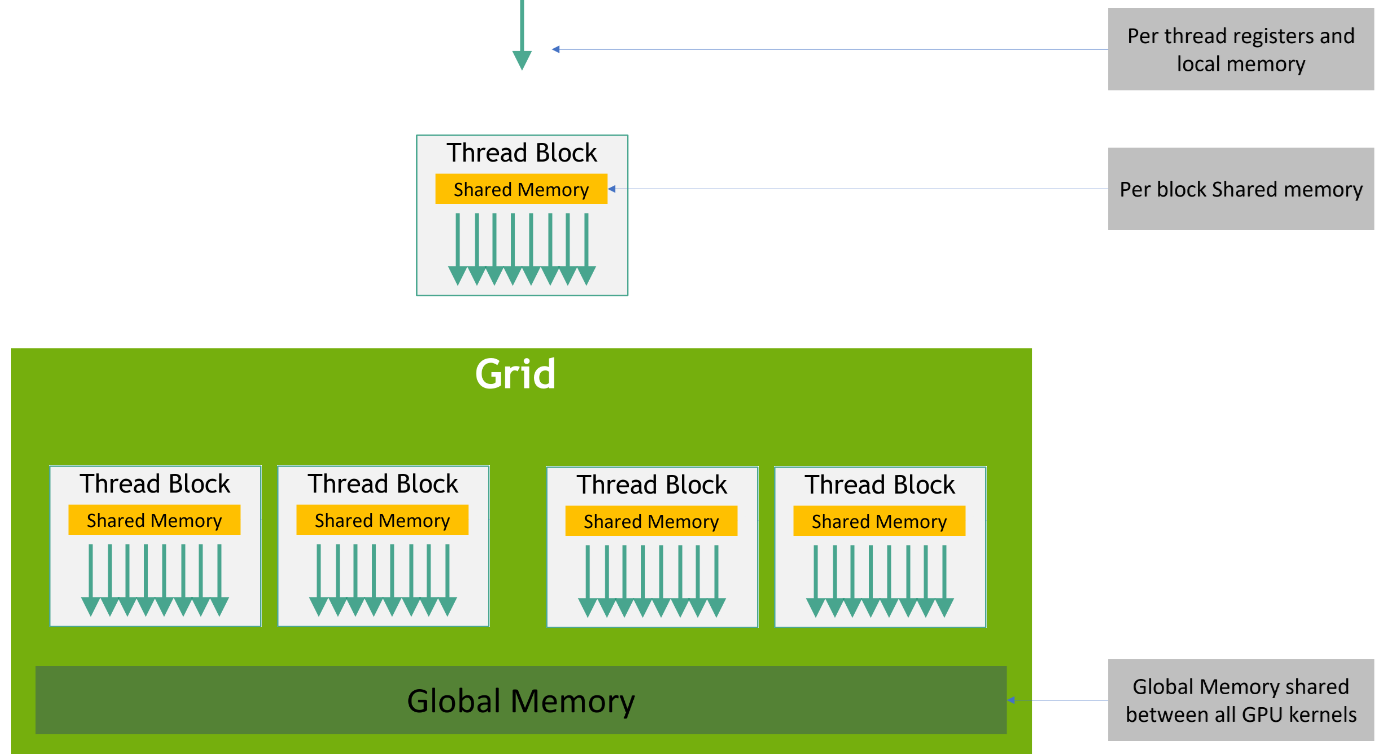 Per thread registers and
local memory
Thread Block
Shared Memory
Per block Shared memory
Grid
Thread Block
Shared Memory
Thread Block
Shared Memory
Thread Block
Shared Memory
Thread Block
Shared Memory
Global Memory
Global Memory shared
between all GPU kernels